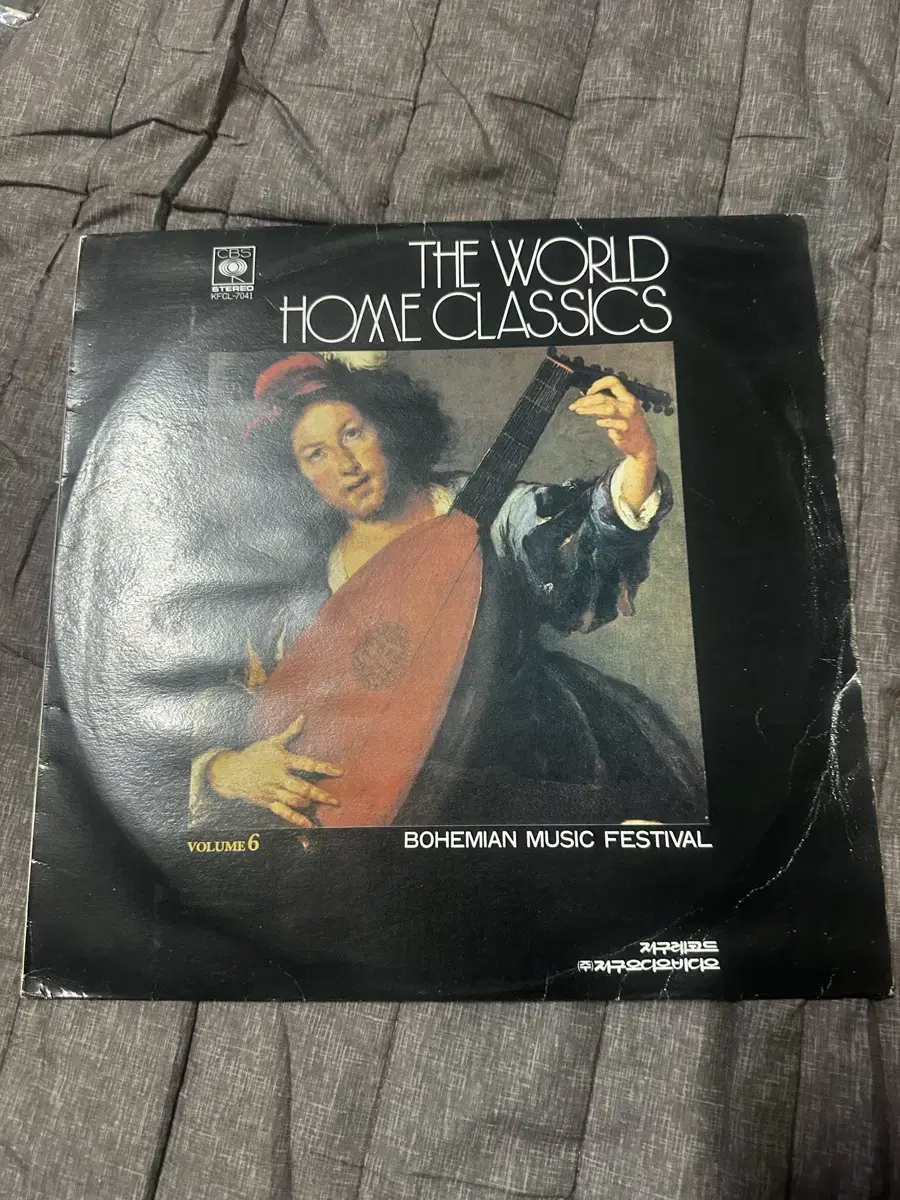 CBS
STEREO
KFCL-7041
THE WORLD
HOME CLASSICS
VOLUME 6
BOHEMIAN MUSIC FESTIVAL
지구레코드
㈜지구오디오비디오